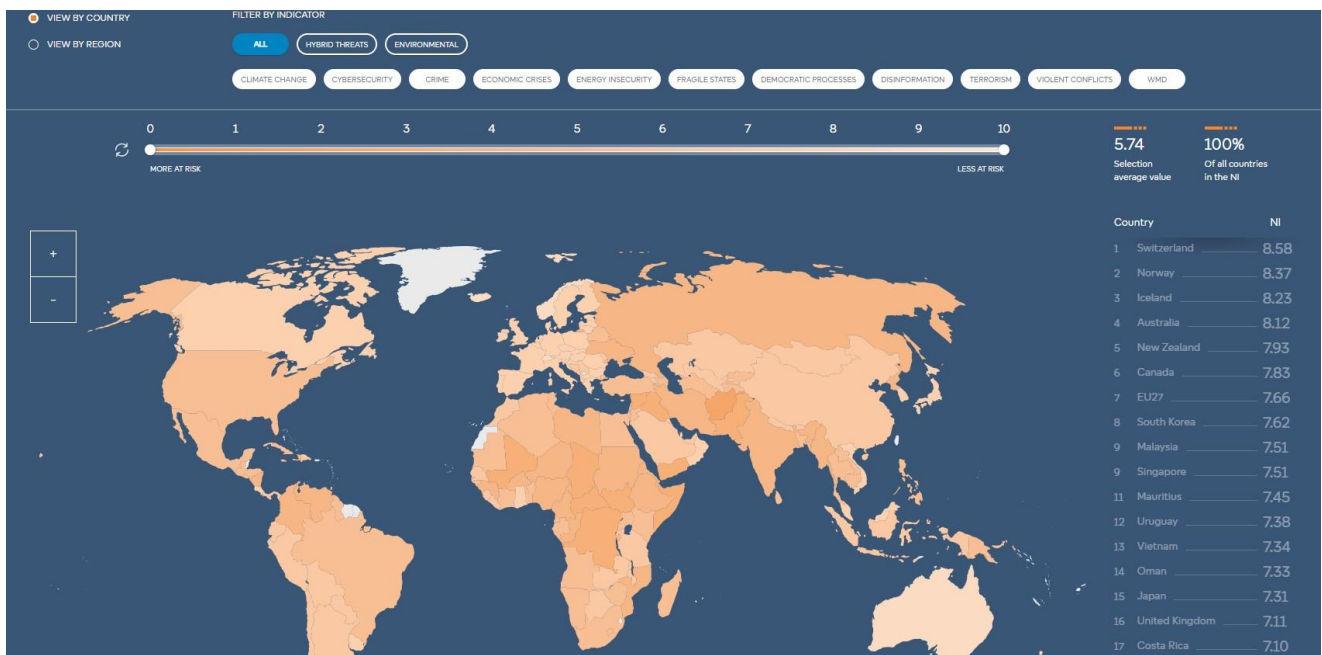 VIEW BY COUNTRY
VIEW BY REGION
FILTER BY INDICATOR
ALL HYBRID THREATS ENVIRONMENTAL
CLIMATE CHANGE CYBERSECURITY CRIME ECONOMIC CRISES ENERGY INSECURITY FRAGILE STATES DEMOCRATIC PROCESSES DISINFORMATION TERRORISM VIOLENT CONFLICTS WMD
0 1 2 3 4 5 6 7 8 9 10
MORE AT RISK LESS AT RISK
5.74 100%
Selection Of all countries
average value in the NI
+
-
Country NI
1 Switzerland 8.58
2 Norway 8.37
3 Iceland 8.23
4 Australia 8.12
5 New Zealand 7.93
6 Canada 7.83
7 EU27 7.66
8 South Korea 7.62
9 Malaysia 7.51
9 Singapore 7.51
11 Mauritius 7.45
12 Uruguay 7.38
13 Vietnam 7.34
14 Oman 7.33
15 Japan 7.31
16 United Kingdom 7.11
17 Costa Rica 7.10